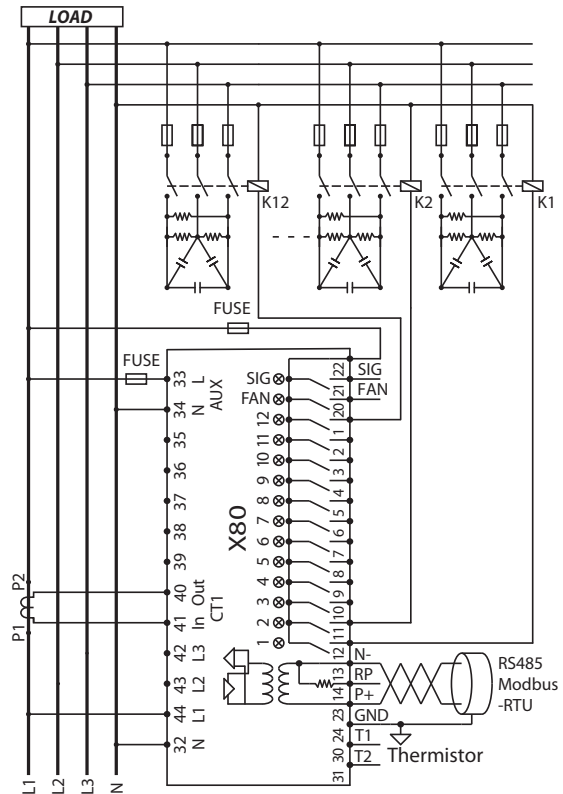 LOAD
K12
K2
K1
FUSE
FUSE
33 L
AUX
34 N
35
36
37
38
39
40 Out
CT1
41 In
42 L3
43 L2
44 L1
32 N
X80
SIG
FAN
12
11
10
9
8
7
6
5
4
3
2
1
22 SIG
21 FAN
20
1
2
3
4
5
6
7
8
9
10
11
12 N-
13 RP
14 P+
23 GND
24 T1
30 T2
31
RS485
Modbus
-RTU
Thermistor
P2
P1
L1
L2
L3
N